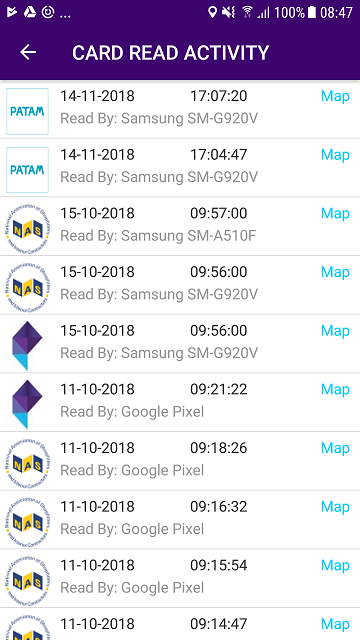 ... 100% 08:47
CARD READ ACTIVITY
PATAM 14-11-2018 17:07:20 Map
Read By: Samsung SM-G920V
PATAM 14-11-2018 17:04:47 Map
Read By: Samsung SM-G920V
NAS 15-10-2018 09:57:00 Map
Read By: Samsung SM-A510F
NAS 15-10-2018 09:56:00 Map
Read By: Samsung SM-G920V
15-10-2018 09:56:00 Map
Read By: Samsung SM-G920V
11-10-2018 09:21:22 Map
Read By: Google Pixel
NAS 11-10-2018 09:18:26 Map
Read By: Google Pixel
NAS 11-10-2018 09:16:32 Map
Read By: Google Pixel
NAS 11-10-2018 09:15:54 Map
Read By: Google Pixel
11-10-2018 09:14:47 Map